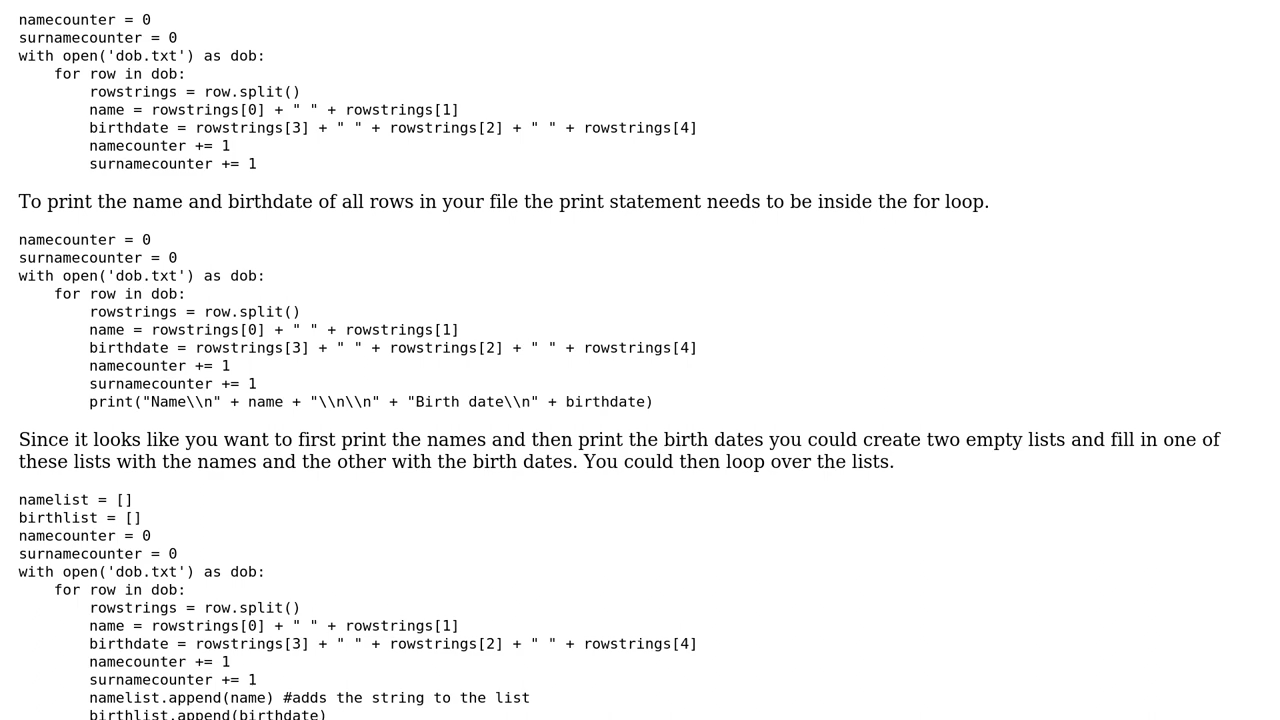 namecounter = 0
surnamecounter = 0
with open('dob.txt') as dob:
    for row in dob:
        rowstrings = row.split()
        name = rowstrings[0] + " " + rowstrings[1]
        birthdate = rowstrings[3] + " " + rowstrings[2] + " " + rowstrings[4]
        namecounter += 1
        surnamecounter += 1
To print the name and birthdate of all rows in your file the print statement needs to be inside the for loop.
namecounter = 0
surnamecounter = 0
with open('dob.txt') as dob:
    for row in dob:
        rowstrings = row.split()
        name = rowstrings[0] + " " + rowstrings[1]
        birthdate = rowstrings[3] + " " + rowstrings[2] + " " + rowstrings[4]
        namecounter += 1
        surnamecounter += 1
        print("Name\\n" + name + "\\n\\n" + "Birth date\\n" + birthdate)
Since it looks like you want to first print the names and then print the birth dates you could create two empty lists and fill in one of
these lists with the names and the other with the birth dates. You could then loop over the lists.
namelist = []
birthlist = []
namecounter = 0
surnamecounter = 0
with open('dob.txt') as dob:
    for row in dob:
        rowstrings = row.split()
        name = rowstrings[0] + " " + rowstrings[1]
        birthdate = rowstrings[3] + " " + rowstrings[2] + " " + rowstrings[4]
        namecounter += 1
        surnamecounter += 1
        namelist.append(name) #adds the string to the list
        birthlist.append(birthdate)